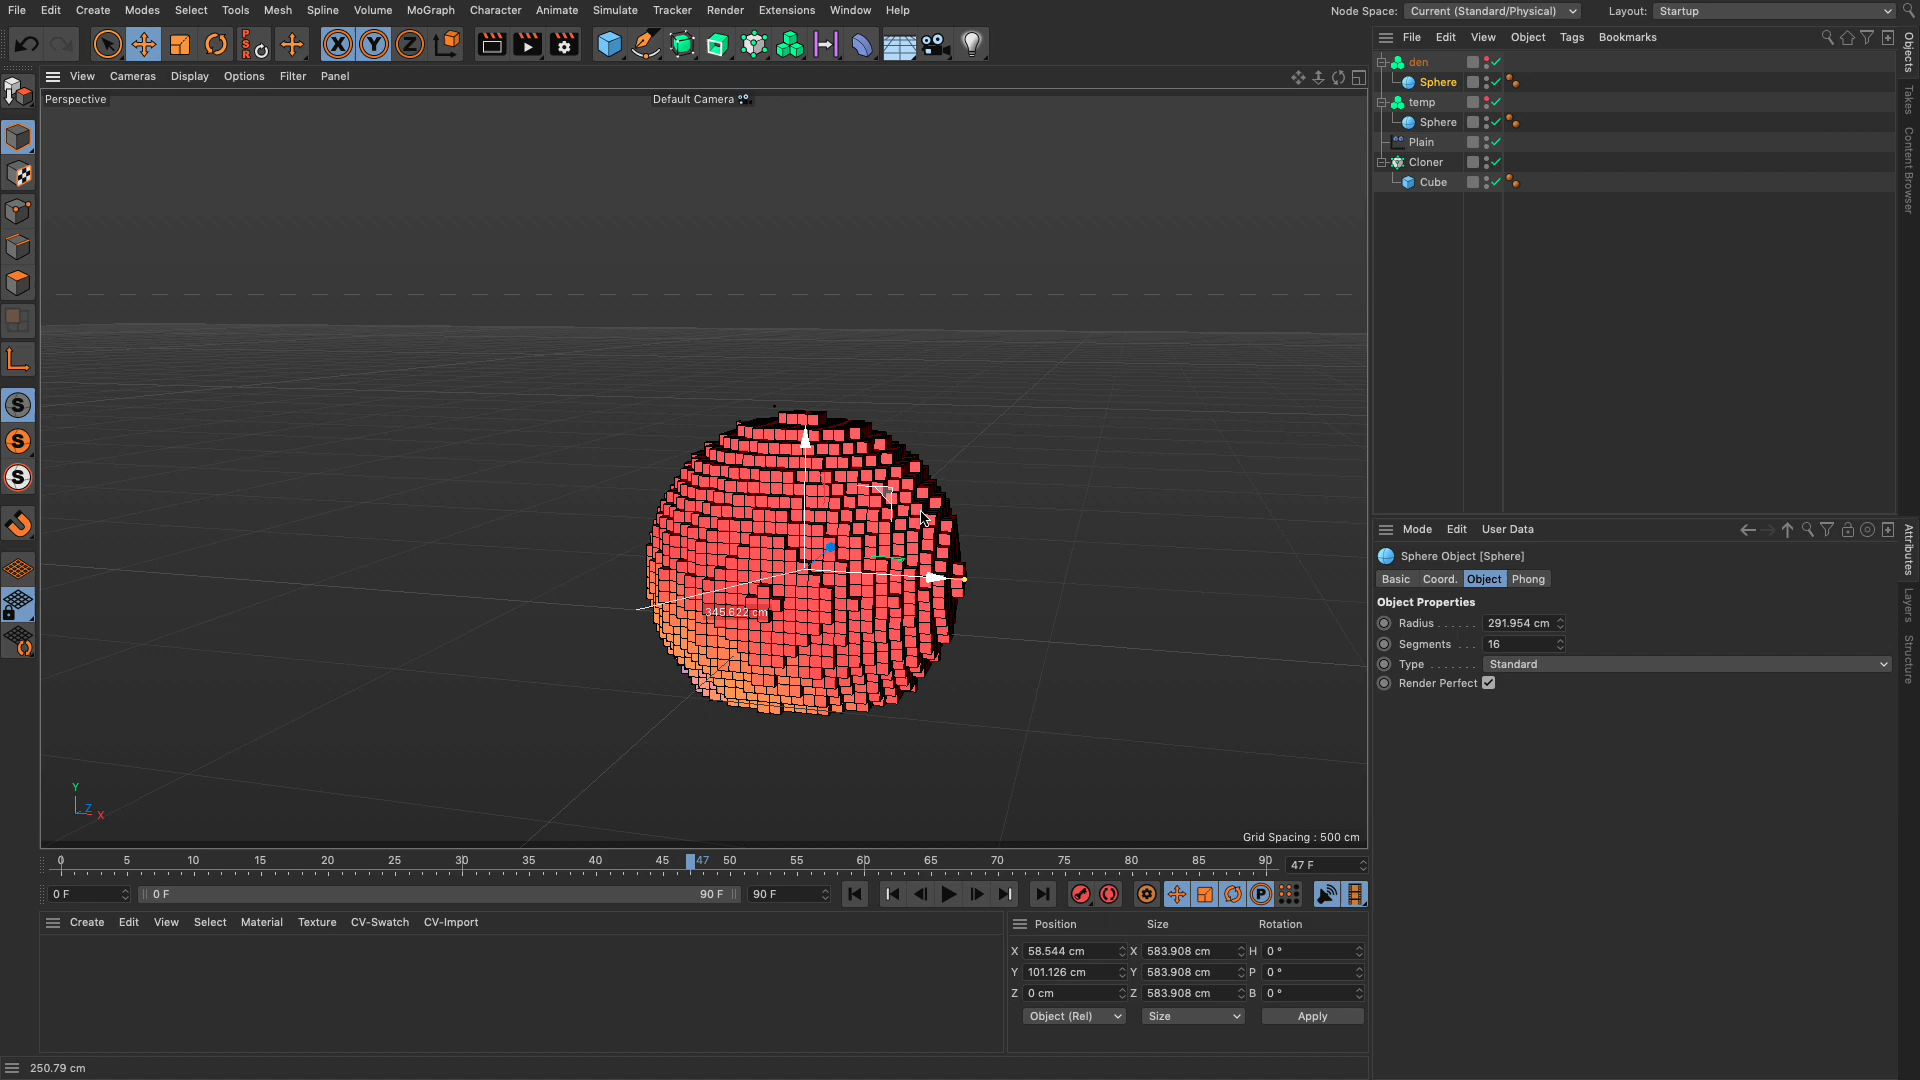 File Edit Create Modes Select Tools Mesh Spline Volume MoGraph Character Animate Simulate Tracker Render Extensions Window Help
Node Space: Current (Standard/Physical) Layout: Startup
PSR X Y Z
File Edit View Object Tags Bookmarks
View Cameras Display Options Filter Panel
Perspective
Default Camera
den
Sphere
temp
Sphere
Plain
Cloner
Cube
Objects
Takes
Content Browser
S
S
S
345.622 cm
Y
Z
X
Grid Spacing : 500 cm
Mode Edit User Data
Sphere Object [Sphere]
Basic Coord. Object Phong
Object Properties
Radius 291.954 cm
Segments 16
Type Standard
Render Perfect
Attributes
Layers
Structure
0 5 10 15 20 25 30 35 40 45 47 50 55 60 65 70 75 80 85 90
47 F
0 F 0 F 90 F 90 F
P
Create Edit View Select Material Texture CV-Swatch CV-Import
Position Size Rotation
X 58.544 cm X 583.908 cm H 0 °
Y 101.126 cm Y 583.908 cm P 0 °
Z 0 cm Z 583.908 cm B 0 °
Object (Rel) Size Apply
250.79 cm